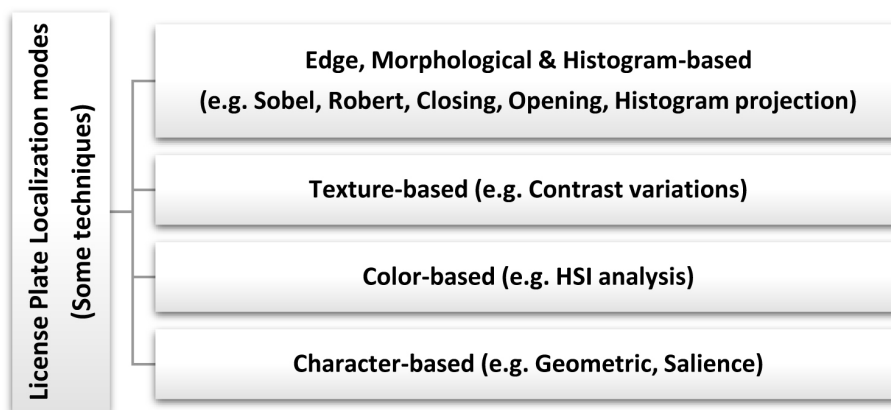 License Plate Localization modes
(Some techniques)
Edge, Morphological & Histogram-based
(e.g. Sobel, Robert, Closing, Opening, Histogram projection)
Texture-based (e.g. Contrast variations)
Color-based (e.g. HSI analysis)
Character-based (e.g. Geometric, Salience)